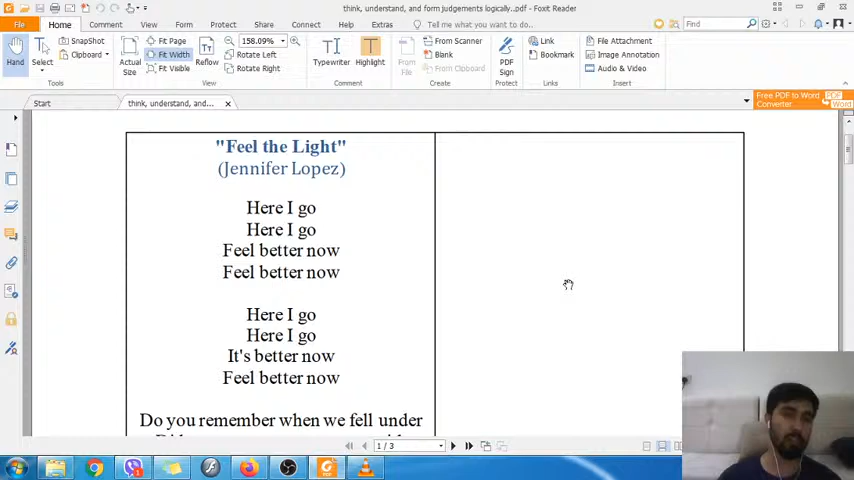 think, understand, and form judgements logically..pdf - Foxit Reader
File
Home
Comment
View
Form
Protect
Share
Connect
Help
Extras
Tell me what you want to do...
Find
Hand
Select
SnapShot
Clipboard
Actual Size
Fit Page
Fit Width
Fit Visible
Reflow
158.09%
Rotate Left
Rotate Right
Typewriter
Highlight
From File
From Scanner
Blank
From Clipboard
PDF Sign
Link
Bookmark
File Attachment
Image Annotation
Audio & Video
Tools
View
Comment
Create
Protect
Links
Insert
Start
think, understand, and...
Free PDF to Word Converter...
"Feel the Light"
(Jennifer Lopez)
Here I go
Here I go
Feel better now
Feel better now
Here I go
Here I go
It's better now
Feel better now
Do you remember when we fell under
1 / 3